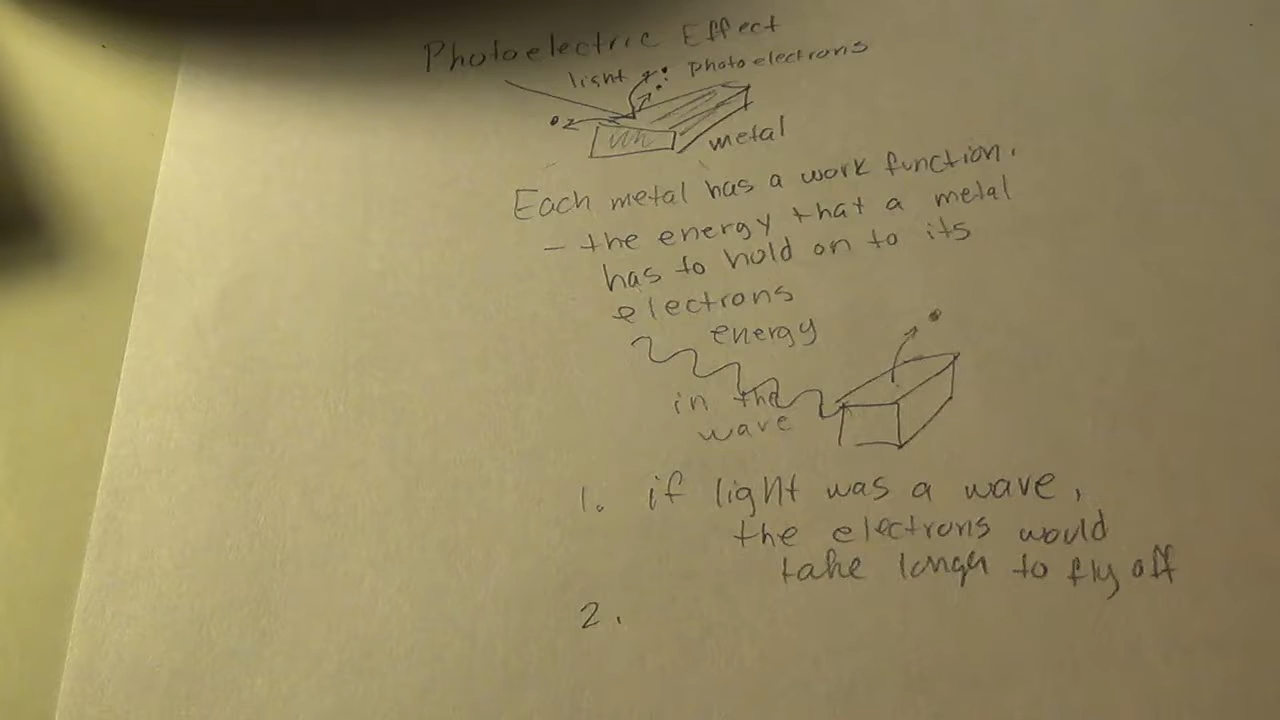 Photoelectric Effect
light photoelectrons
metal
Each metal has a work function.
- the energy that a metal
has to hold on to its
electrons
energy
in the
wave
1. if light was a wave,
the electrons would
take longer to fly off
2.